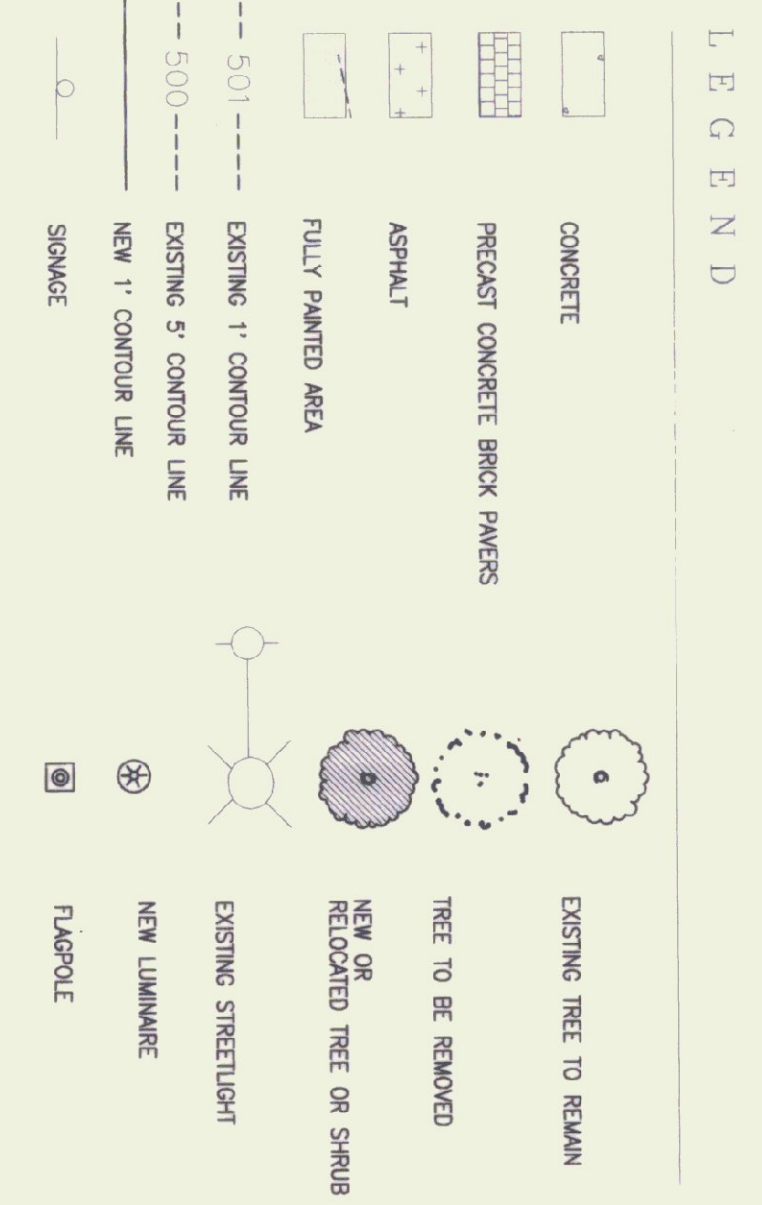 LEGEND
CONCRETE
PRECAST CONCRETE BRICK PAVERS
ASPHALT
FULLY PAINTED AREA
501 EXISTING 1' CONTOUR LINE
500 EXISTING 5' CONTOUR LINE
NEW 1' CONTOUR LINE
SIGNAGE
EXISTING TREE TO REMAIN
TREE TO BE REMOVED
NEW OR
RELOCATED TREE OR SHRUB
EXISTING STREETLIGHT
NEW LUMINAIRE
FLAGPOLE